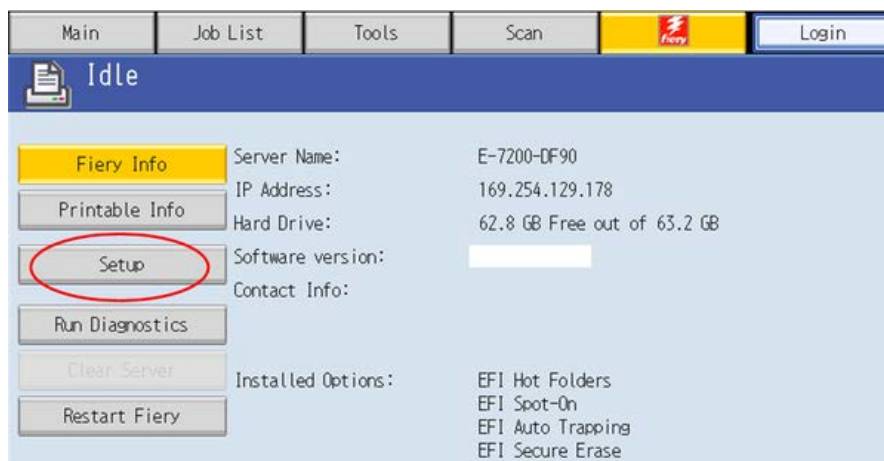 Main Job List Tools Scan fiery Login
Idle
Fiery Info
Printable Info
Setup
Run Diagnostics
Clear Server
Restart Fiery
Server Name: E-7200-DF90
IP Address: 169.254.129.178
Hard Drive: 62.8 GB Free out of 63.2 GB
Software version:
Contact Info:
Installed Options: EFI Hot Folders
EFI Spot-On
EFI Auto Trapping
EFI Secure Erase